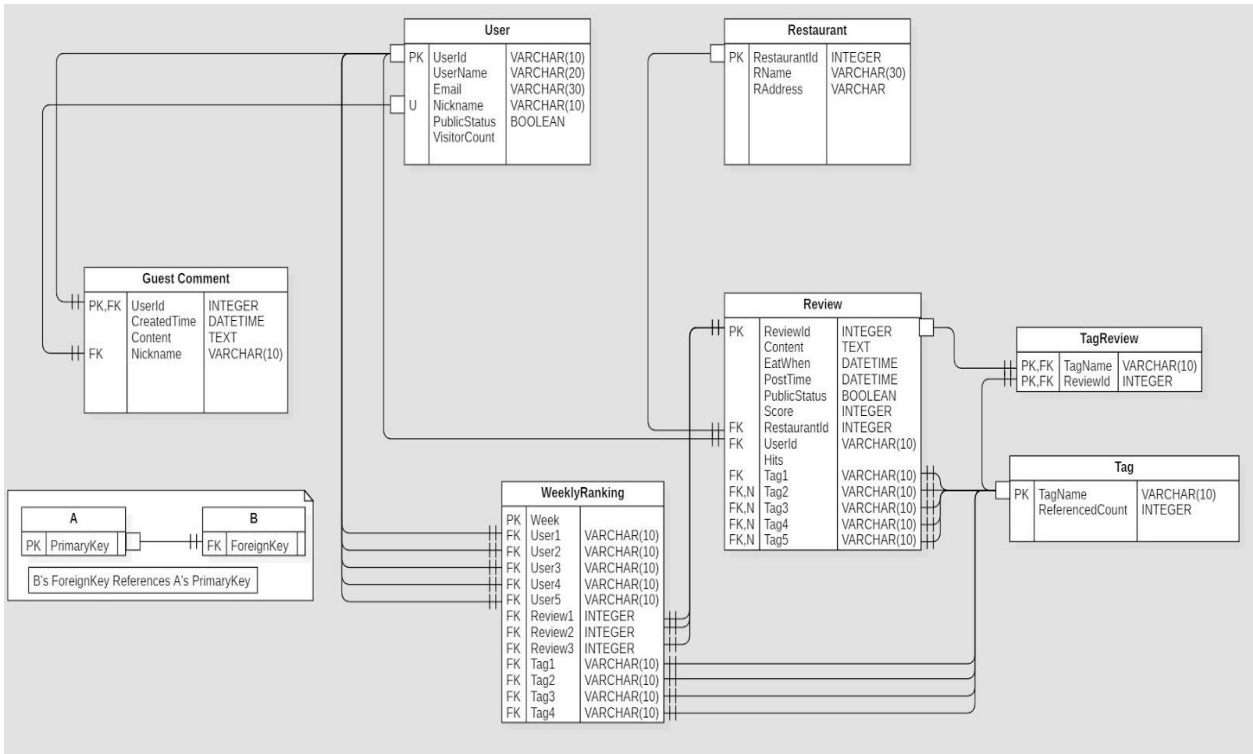 User
PK UserId VARCHAR(10)
UserName VARCHAR(20)
Email VARCHAR(30)
U Nickname VARCHAR(10)
PublicStatus BOOLEAN
VisitorCount
Restaurant
PK RestaurantId INTEGER
RName VARCHAR(30)
RAddress VARCHAR
Guest Comment
PK,FK UserId INTEGER
CreatedTime DATETIME
Content TEXT
FK Nickname VARCHAR(10)
Review
PK ReviewId INTEGER
Content TEXT
EatWhen DATETIME
PostTime DATETIME
PublicStatus BOOLEAN
Score INTEGER
FK RestaurantId INTEGER
FK UserId VARCHAR(10)
Hits
FK Tag1 VARCHAR(10)
FK,N Tag2 VARCHAR(10)
FK,N Tag3 VARCHAR(10)
FK,N Tag4 VARCHAR(10)
FK,N Tag5 VARCHAR(10)
TagReview
PK,FK TagName VARCHAR(10)
PK,FK ReviewId INTEGER
Tag
PK TagName VARCHAR(10)
ReferencedCount INTEGER
WeeklyRanking
PK Week
FK User1 VARCHAR(10)
FK User2 VARCHAR(10)
FK User3 VARCHAR(10)
FK User4 VARCHAR(10)
FK User5 VARCHAR(10)
FK Review1 INTEGER
FK Review2 INTEGER
FK Review3 INTEGER
FK Tag1 VARCHAR(10)
FK Tag2 VARCHAR(10)
FK Tag3 VARCHAR(10)
FK Tag4 VARCHAR(10)
A
PK PrimaryKey
B
FK ForeignKey
B's ForeignKey References A's PrimaryKey